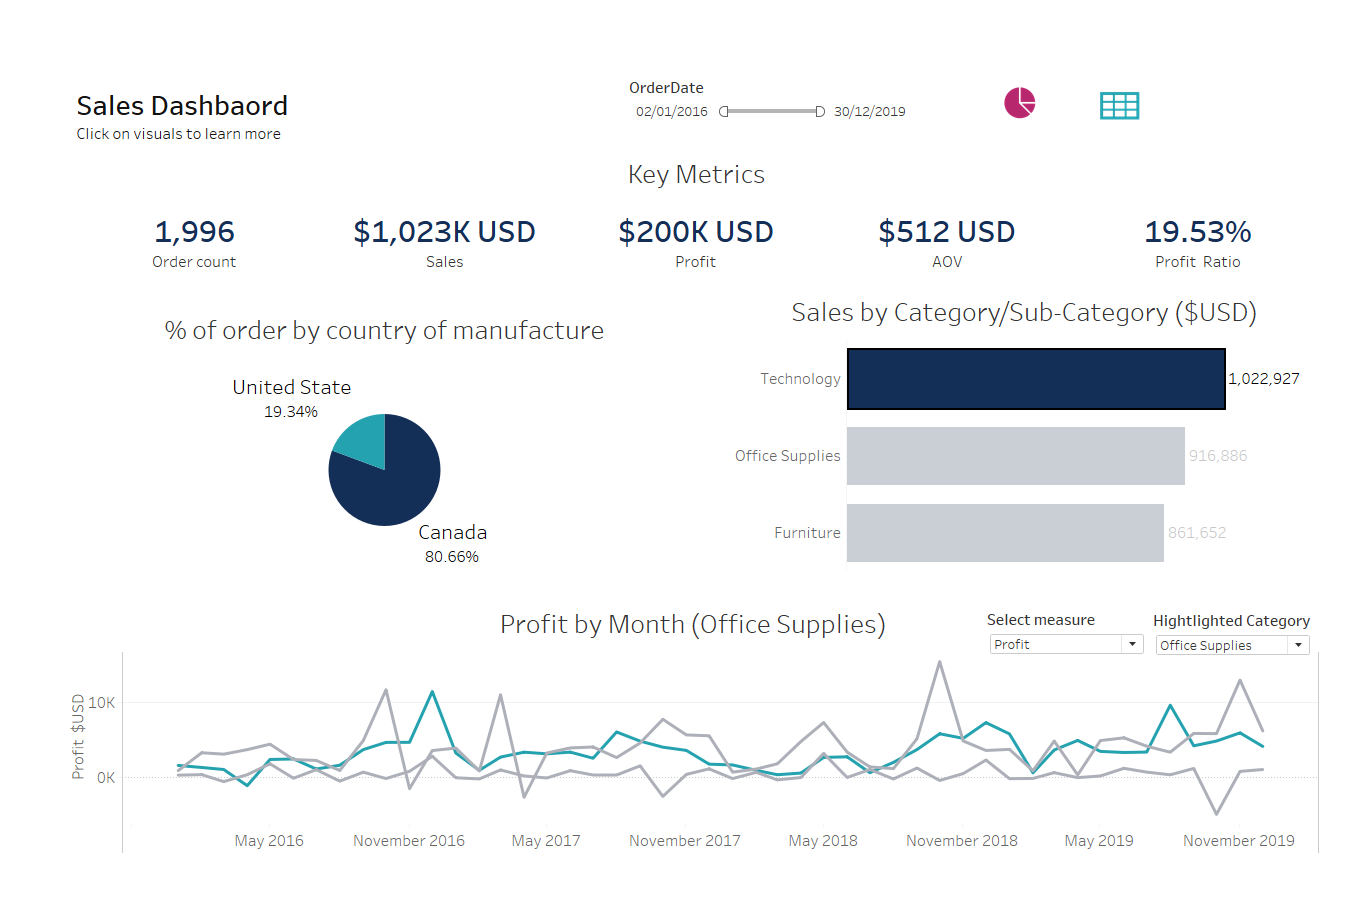 Sales Dashbaord
Click on visuals to learn more
OrderDate
02/01/2016 30/12/2019
Key Metrics
1,996
Order count
$1,023K USD
Sales
$200K USD
Profit
$512 USD
AOV
19.53%
Profit Ratio
% of order by country of manufacture
United State
19.34%
Canada
80.66%
Sales by Category/Sub-Category ($USD)
Technology 1,022,927
Office Supplies 916,886
Furniture 861,652
Profit by Month (Office Supplies)
Select measure
Profit
Hightlighted Category
Office Supplies
Profit $USD
10K
0K
May 2016 November 2016 May 2017 November 2017 May 2018 November 2018 May 2019 November 2019